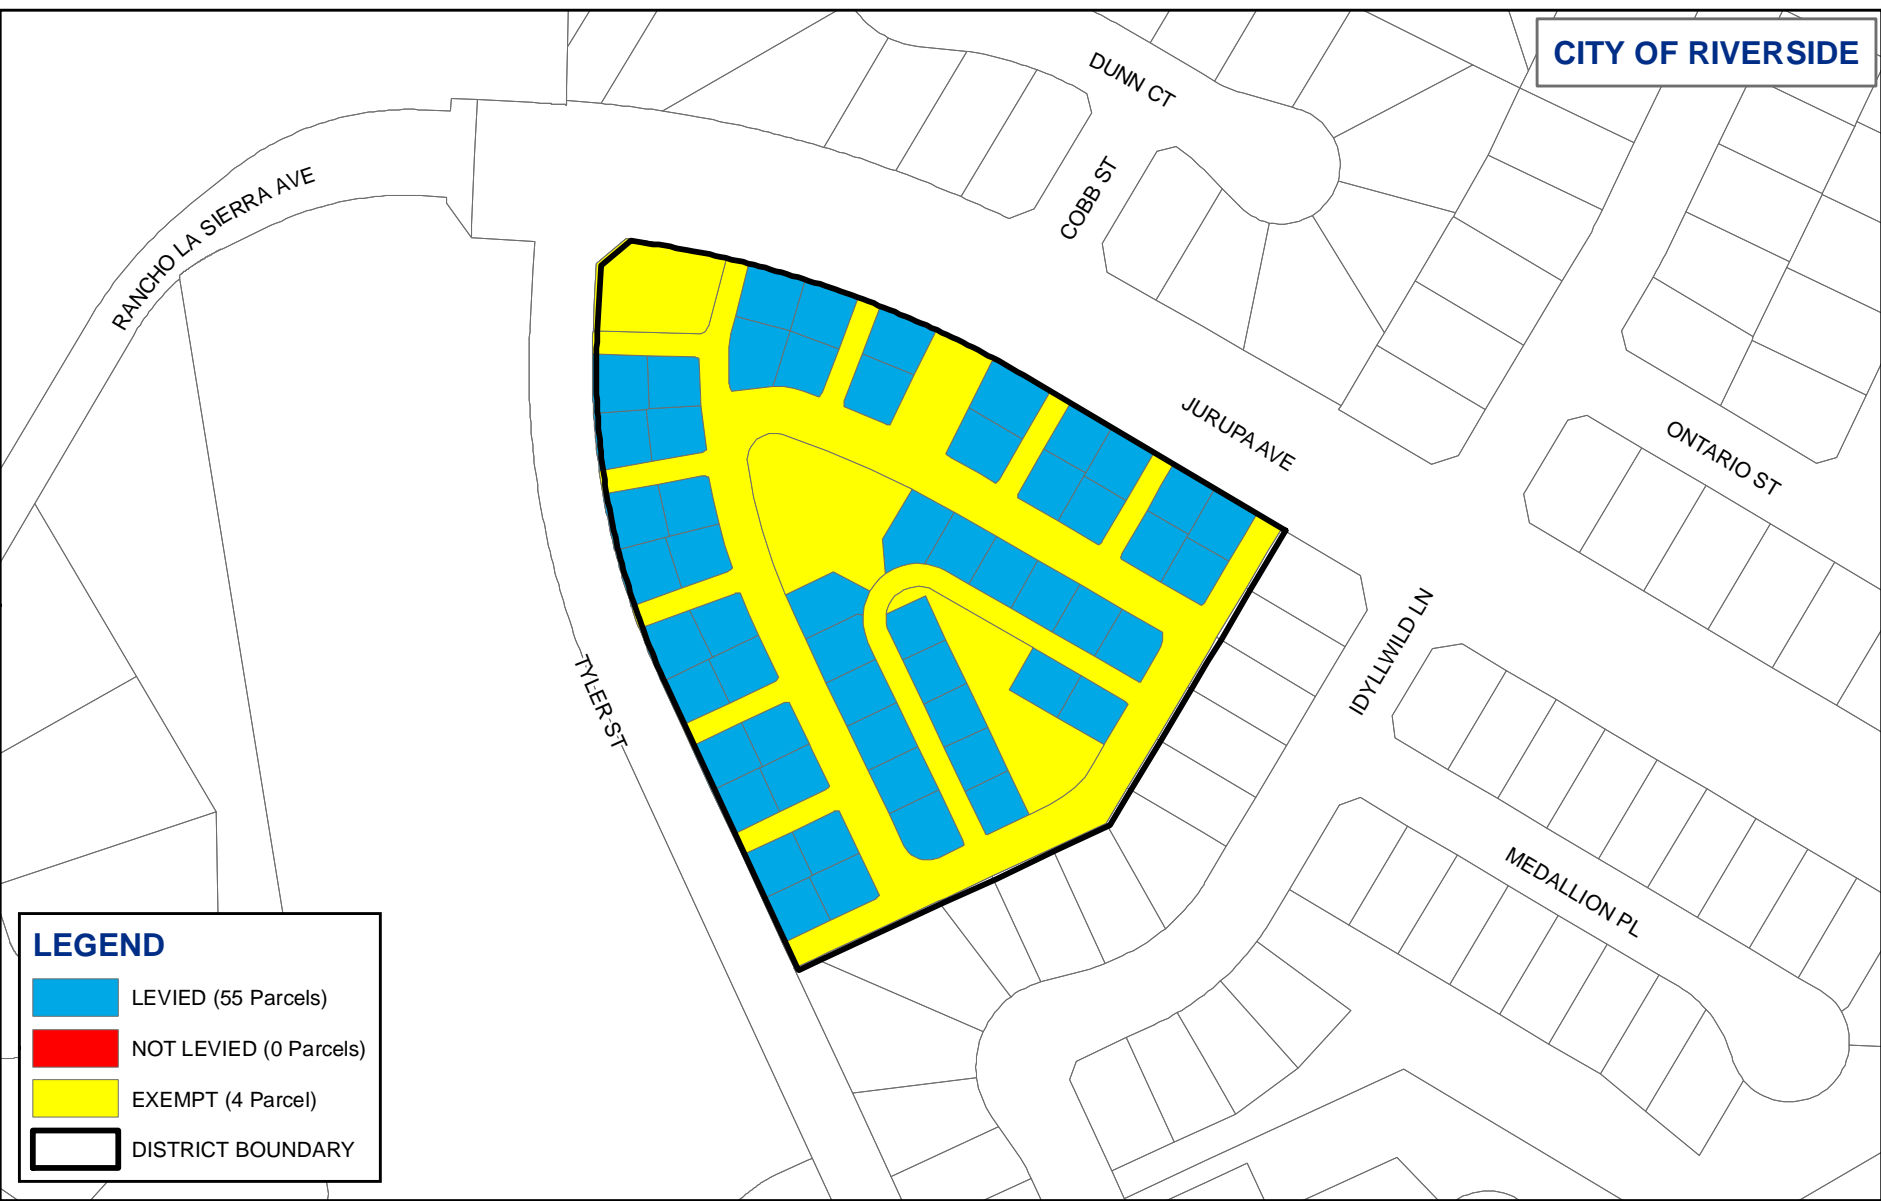 CITY OF RIVERSIDE
DUNN CT
COBB ST
RANCHO LA SIERRA AVE
JURUPA AVE
ONTARIO ST
IDYLLWILD LN
TYLER ST
MEDALLION PL
LEGEND
LEVIED (55 Parcels)
NOT LEVIED (0 Parcels)
EXEMPT (4 Parcel)
DISTRICT BOUNDARY